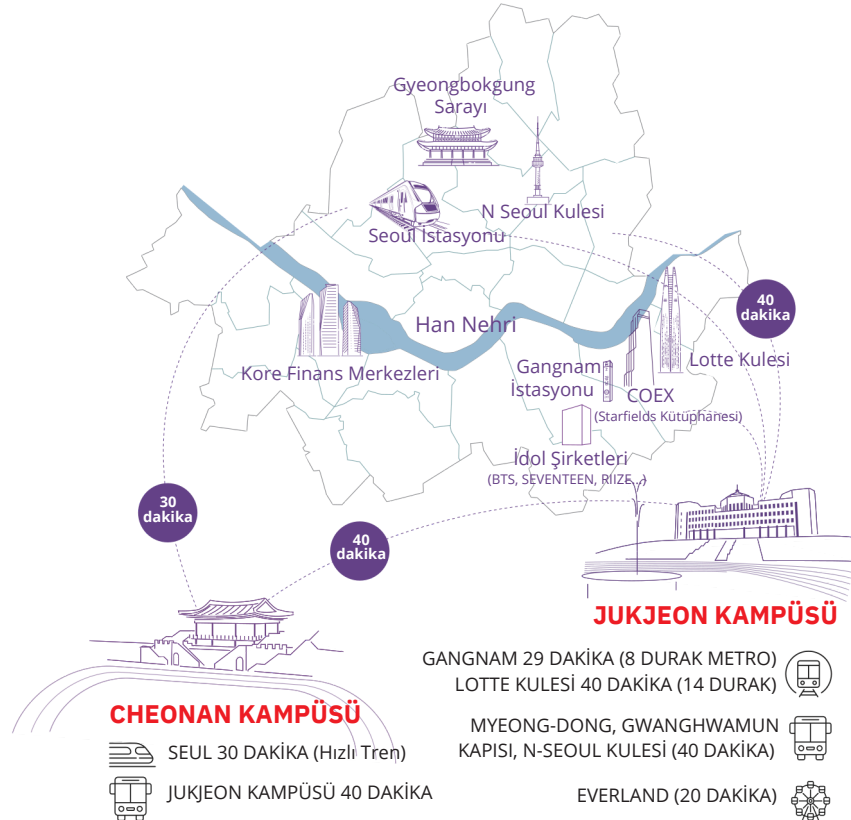 Gyeongbokgung
Sarayı
N Seoul Kulesi
Seoul İstasyonu
40
dakika
Han Nehri
Kore Finans Merkezleri
Gangnam
İstasyonu
Lotte Kulesi
COEX
(Starfields Kütüphanesi)
İdol Şirketleri
(BTS, SEVENTEEN, RIIZE...)
30
dakika
40
dakika
JUKJEON KAMPÜSÜ
GANGNAM 29 DAKİKA (8 DURAK METRO)
LOTTE KULESİ 40 DAKİKA (14 DURAK)
MYEONG-DONG, GWANGHWAMUN
KAPISI, N-SEOUL KULESİ (40 DAKİKA)
EVERLAND (20 DAKİKA)
CHEONAN KAMPÜSÜ
SEUL 30 DAKİKA (Hızlı Tren)
JUKJEON KAMPÜSÜ 40 DAKİKA